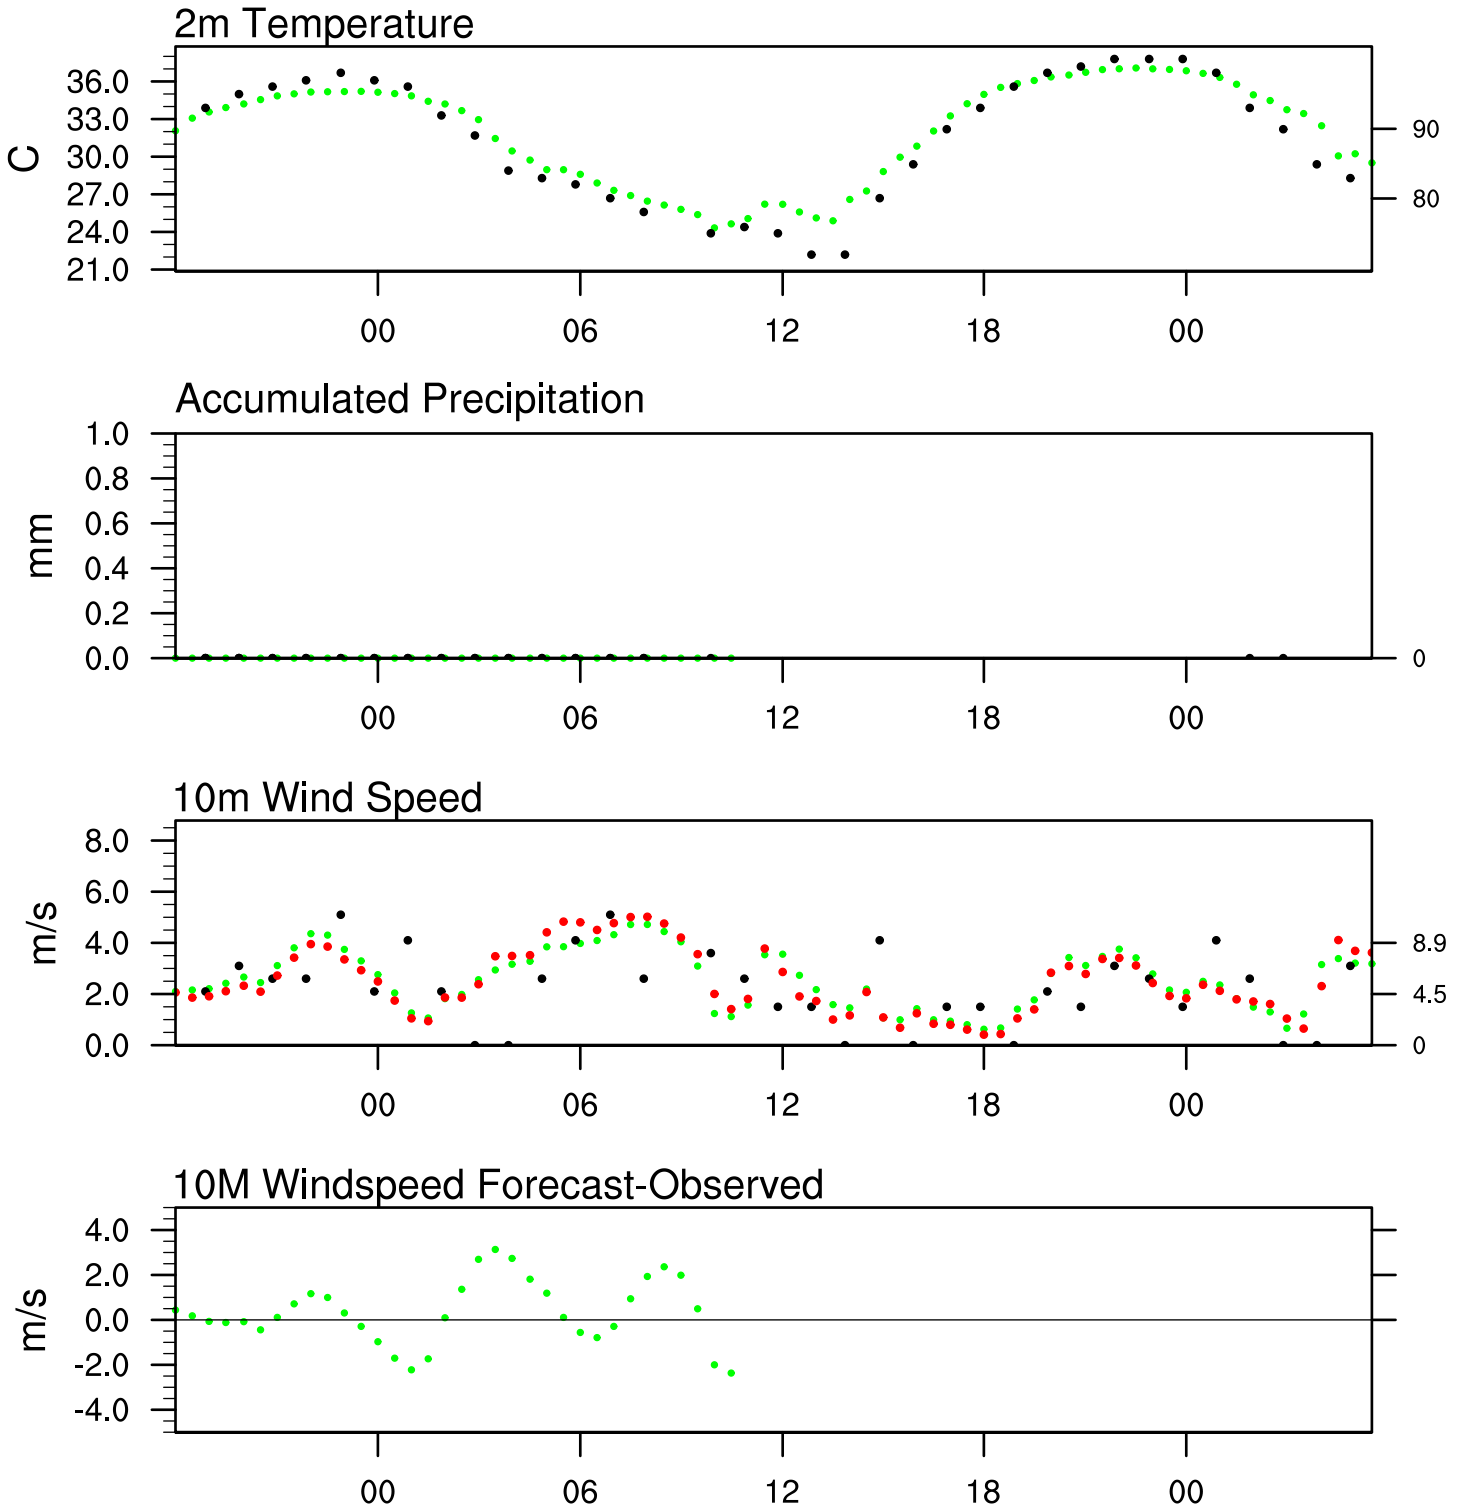 2m Temperature
36.0
33.0 90
C
30.0
27.0 80
24.0
21.0
00 06 12 18 00
Accumulated Precipitation
1.0
0.8
0.6
mm
0.4
0.2
0.0 0
00 06 12 18 00
10m Wind Speed
8.0
6.0
m/s
4.0 8.9
2.0 4.5
0.0 0
00 06 12 18 00
10M Windspeed Forecast-Observed
4.0
2.0
m/s
0.0
-2.0
-4.0
00 06 12 18 00